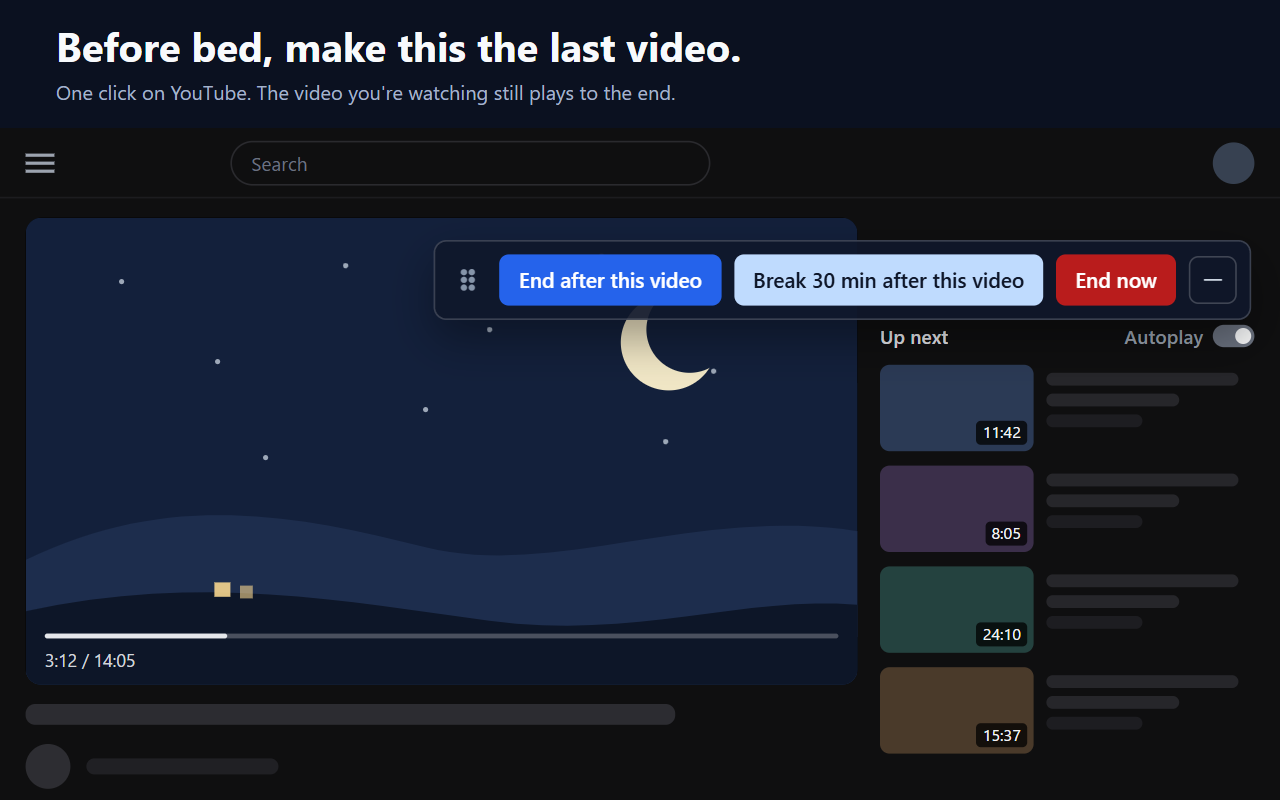 Before bed, make this the last video.
One click on YouTube. The video you're watching still plays to the end.
Search
End after this video
Break 30 min after this video
End now
Up next
Autoplay
11:42
8:05
24:10
15:37
3:12 / 14:05